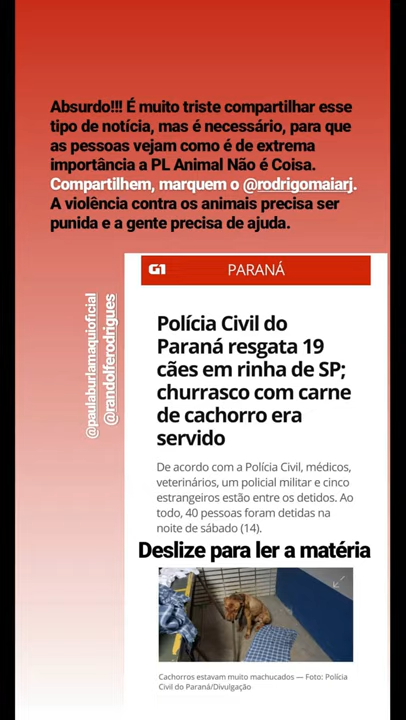 Absurdo!!! É muito triste compartilhar esse
tipo de notícia, mas é necessário, para que
as pessoas vejam como é de extrema
importância a PL Animal Não é Coisa.
Compartilhem, marquem o @rodrigomaiarj.
A violência contra os animais precisa ser
punida e a gente precisa de ajuda.
@paulaburlamaquioficial
@randolferodrigues
G1
PARANÁ
Polícia Civil do
Paraná resgata 19
cães em rinha de SP;
churrasco com carne
de cachorro era
servido
De acordo com a Polícia Civil, médicos,
veterinários, um policial militar e cinco
estrangeiros estão entre os detidos. Ao
todo, 40 pessoas foram detidas na
noite de sábado (14).
Deslize para ler a matéria
Cachorros estavam muito machucados — Foto: Polícia
Civil do Paraná/Divulgação